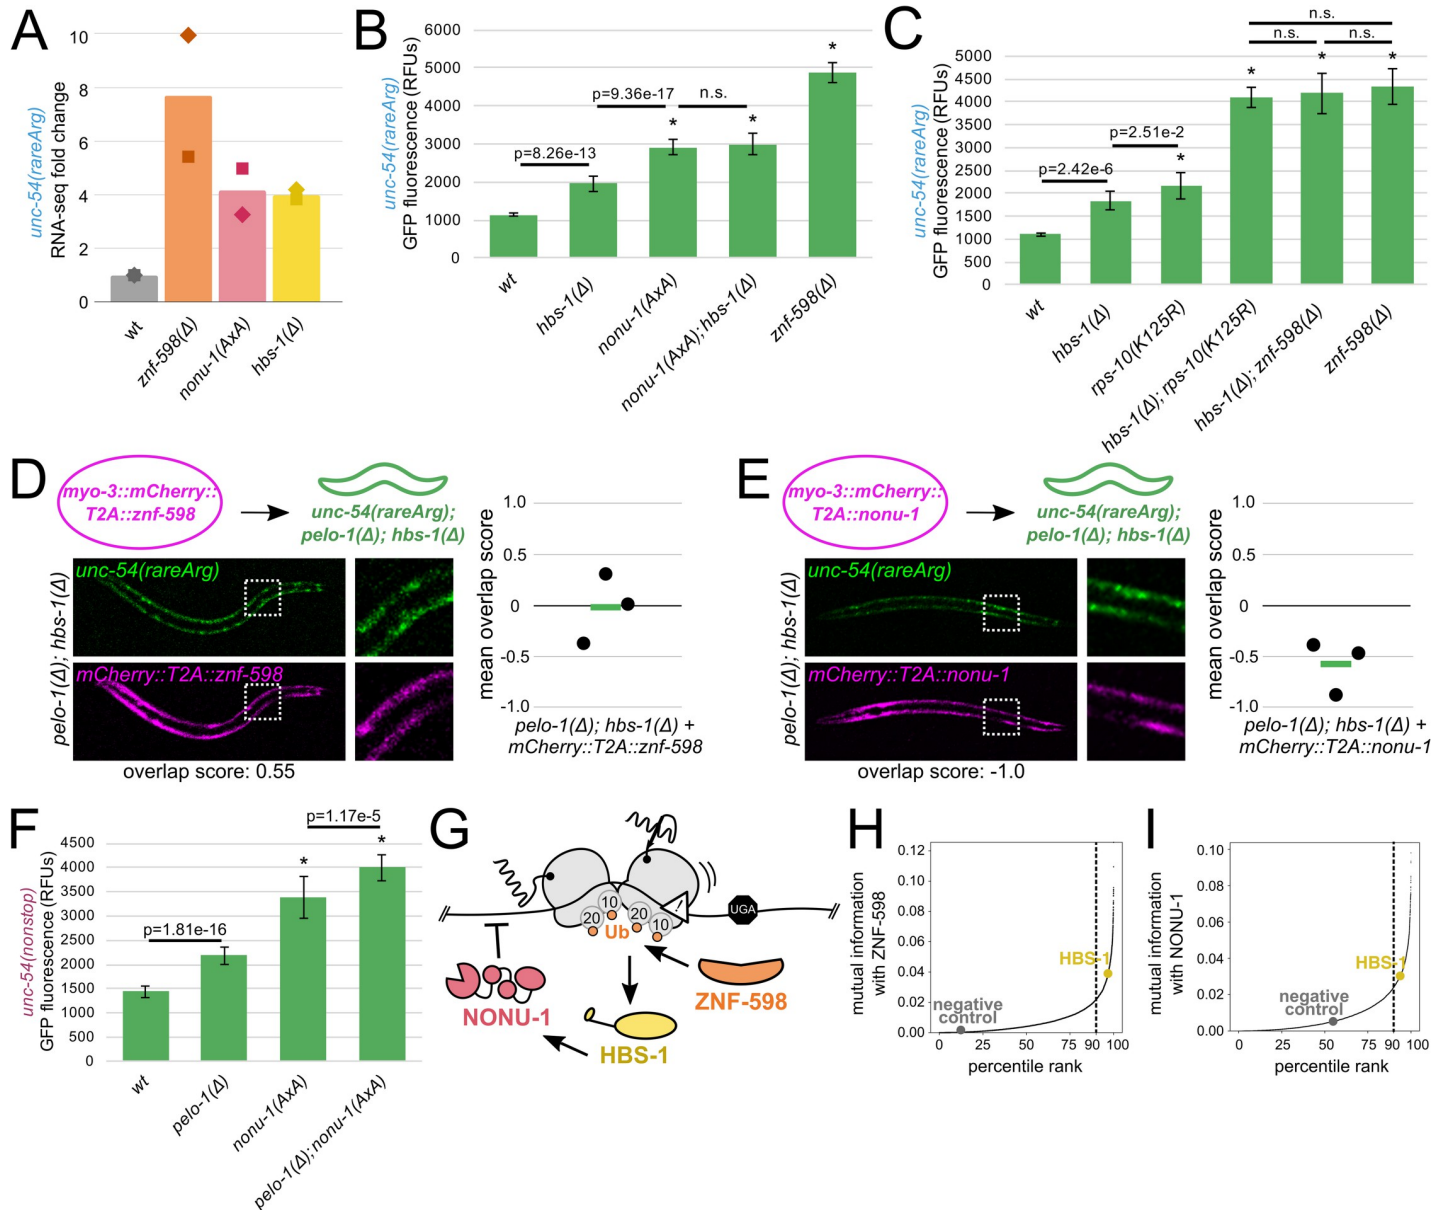 A
unc-54(rareArg)
RNA-seq fold change
10
8
6
4
2
0
wt
znf-598(Δ)
nonu-1(AxA)
hbs-1(Δ)
B
unc-54(rareArg)
GFP fluorescence (RFUs)
6000
5000
4000
3000
2000
1000
0
p=8.26e-13
p=9.36e-17
n.s.
*
*
*
wt
hbs-1(Δ)
nonu-1(AxA)
nonu-1(AxA); hbs-1(Δ)
znf-598(Δ)
C
unc-54(rareArg)
GFP fluorescence (RFUs)
5000
4500
4000
3500
3000
2500
2000
1500
1000
500
0
p=2.42e-6
p=2.51e-2
n.s.
n.s.
n.s.
*
*
*
*
wt
hbs-1(Δ)
rps-10(K125R)
hbs-1(Δ); rps-10(K125R)
hbs-1(Δ); znf-598(Δ)
znf-598(Δ)
D
myo-3::mCherry::
T2A::znf-598
unc-54(rareArg);
pelo-1(Δ); hbs-1(Δ)
pelo-1(Δ); hbs-1(Δ)
unc-54(rareArg)
mCherry::T2A::znf-598
overlap score: 0.55
mean overlap score
1.0
0.5
0
-0.5
-1.0
pelo-1(Δ); hbs-1(Δ) +
mCherry::T2A::znf-598
E
myo-3::mCherry::
T2A::nonu-1
unc-54(rareArg);
pelo-1(Δ); hbs-1(Δ)
pelo-1(Δ); hbs-1(Δ)
unc-54(rareArg)
mCherry::T2A::nonu-1
overlap score: -1.0
mean overlap score
1.0
0.5
0
-0.5
-1.0
pelo-1(Δ); hbs-1(Δ) +
mCherry::T2A::nonu-1
F
unc-54(nonstop)
GFP fluorescence (RFUs)
4500
4000
3500
3000
2500
2000
1500
1000
500
0
p=1.81e-16
p=1.17e-5
*
*
wt
pelo-1(Δ)
nonu-1(AxA)
pelo-1(Δ); nonu-1(AxA)
G
10
20
20
10
Ub
!
UGA
NONU-1
ZNF-598
HBS-1
H
mutual information
with ZNF-598
0.12
0.10
0.08
0.06
0.04
0.02
0.00
HBS-1
negative
control
0
25
50
75
90
100
percentile rank
I
mutual information
with NONU-1
0.10
0.08
0.06
0.04
0.02
0.00
HBS-1
negative
control
0
25
50
75
90
100
percentile rank